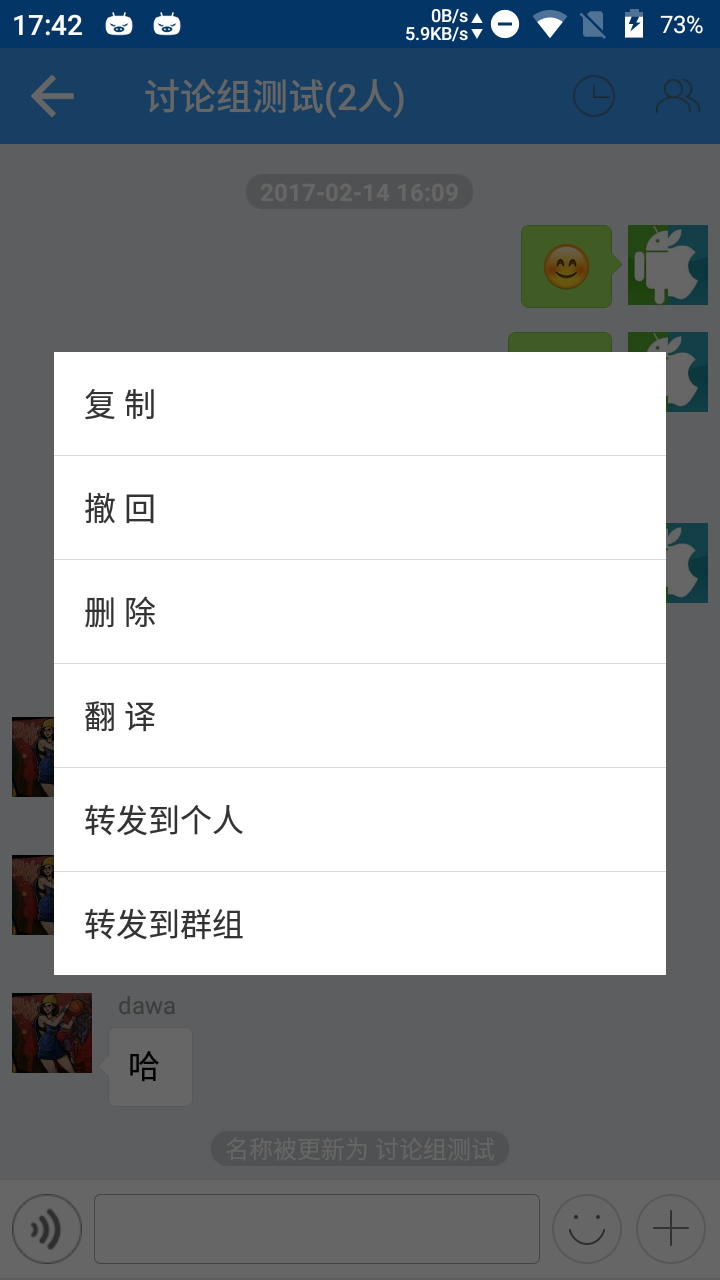 17:42
0B/s
5.9KB/s
73%
讨论组测试(2人)
2017-02-14 16:09
复 制
撤 回
删 除
翻 译
转发到个人
转发到群组
dawa
哈
名称被更新为 讨论组测试